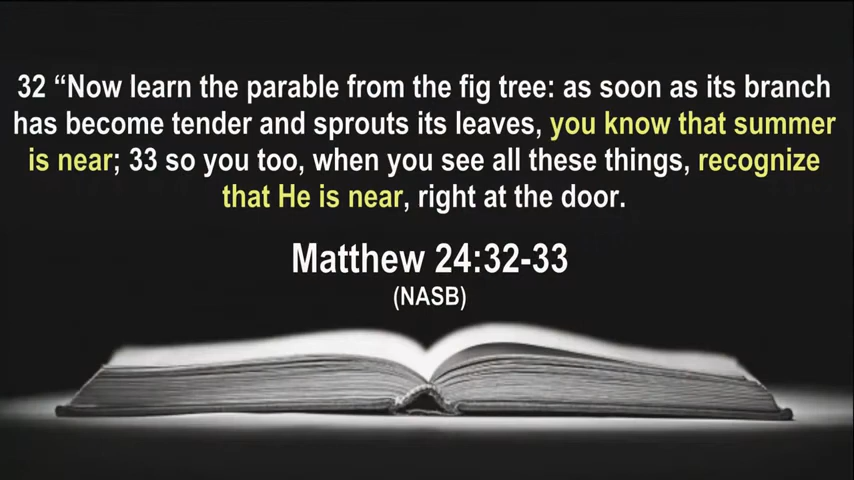 32 “Now learn the parable from the fig tree: as soon as its branch
has become tender and sprouts its leaves, you know that summer
is near; 33 so you too, when you see all these things, recognize
that He is near, right at the door.
Matthew 24:32-33
(NASB)